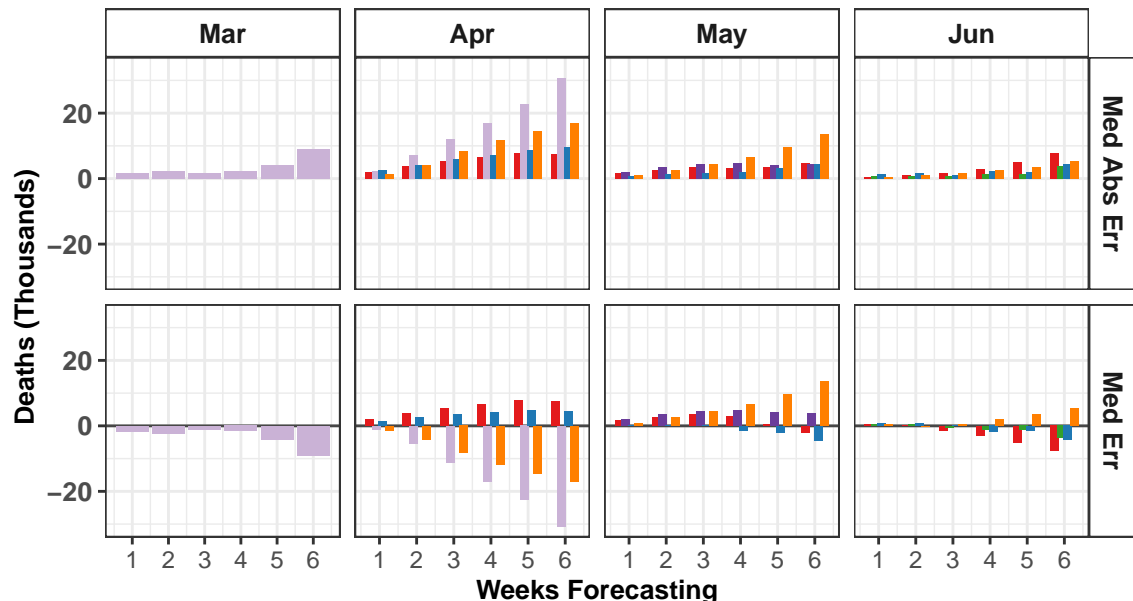 Mar Apr May Jun
20
0
−20
Med Abs Err
20
0
−20
Med Err
Deaths (Thousands)
1 2 3 4 5 6 1 2 3 4 5 6 1 2 3 4 5 6 1 2 3 4 5 6
Weeks Forecasting